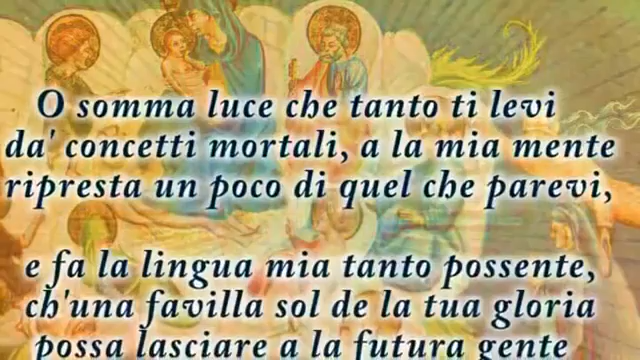 O somma luce che tanto ti levi
da' concetti mortali, a la mia mente
ripresta un poco di quel che parevi,
e fa la lingua mia tanto possente,
ch'una favilla sol de la tua gloria
possa lasciare a la futura gente